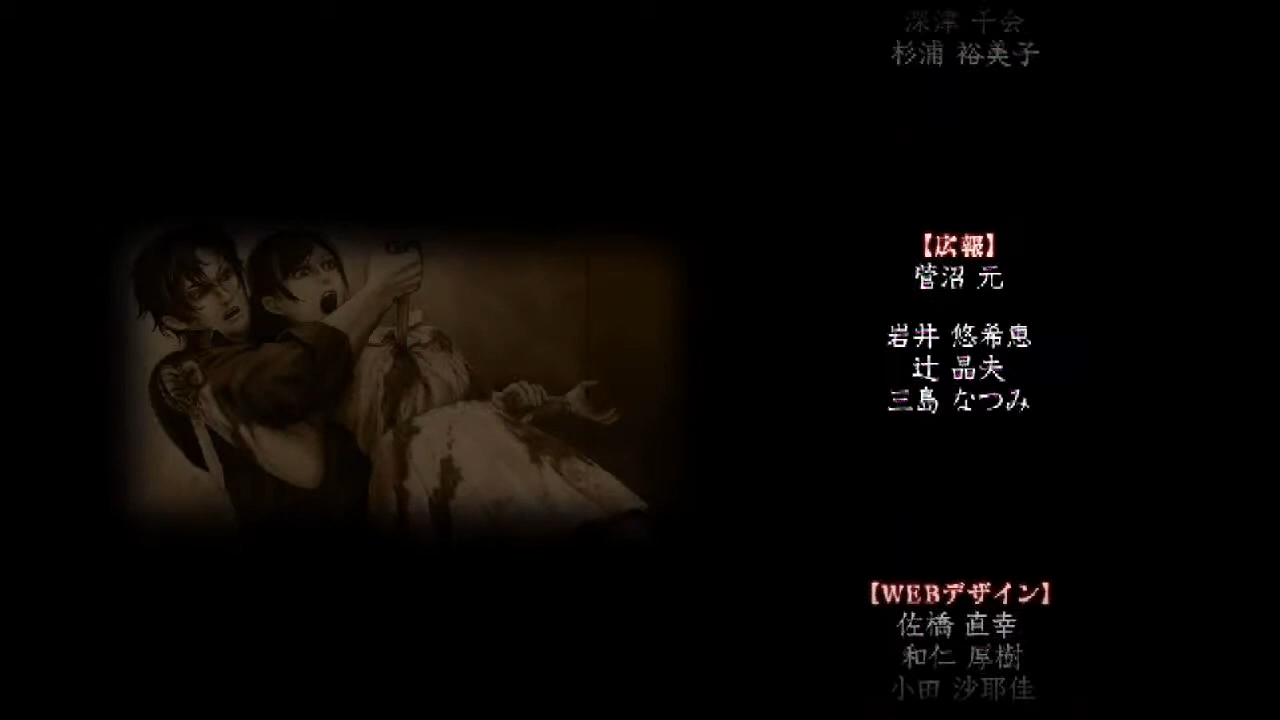 深津 千会
杉浦 裕美子
【広報】
菅沼 元
岩井 悠希恵
辻 晶夫
三島 なつみ
【WEBデザイン】
佐橋 直幸
和仁 厚樹
小田 沙耶佳